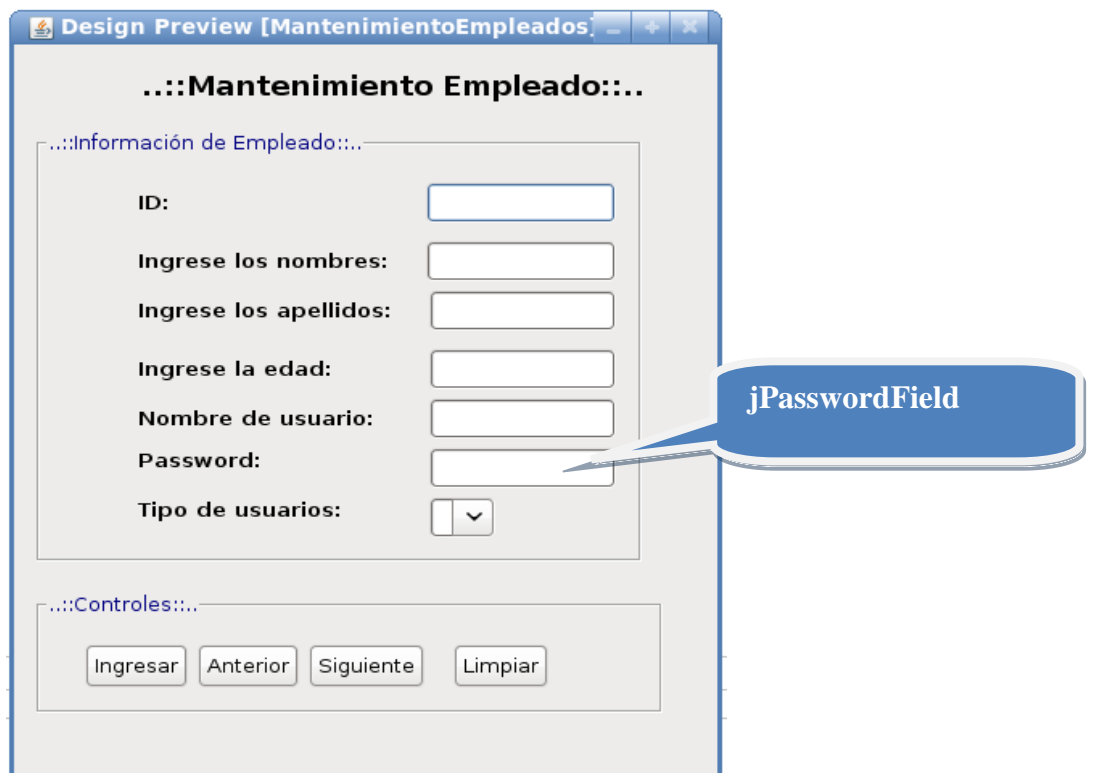 Design Preview [MantenimientoEmpleados]
..::Mantenimiento Empleado::..
..::Información de Empleado::..
ID:
Ingrese los nombres:
Ingrese los apellidos:
Ingrese la edad:
jPasswordField
Nombre de usuario:
Password:
Tipo de usuarios:
..::Controles::..
Ingresar Anterior Siguiente Limpiar